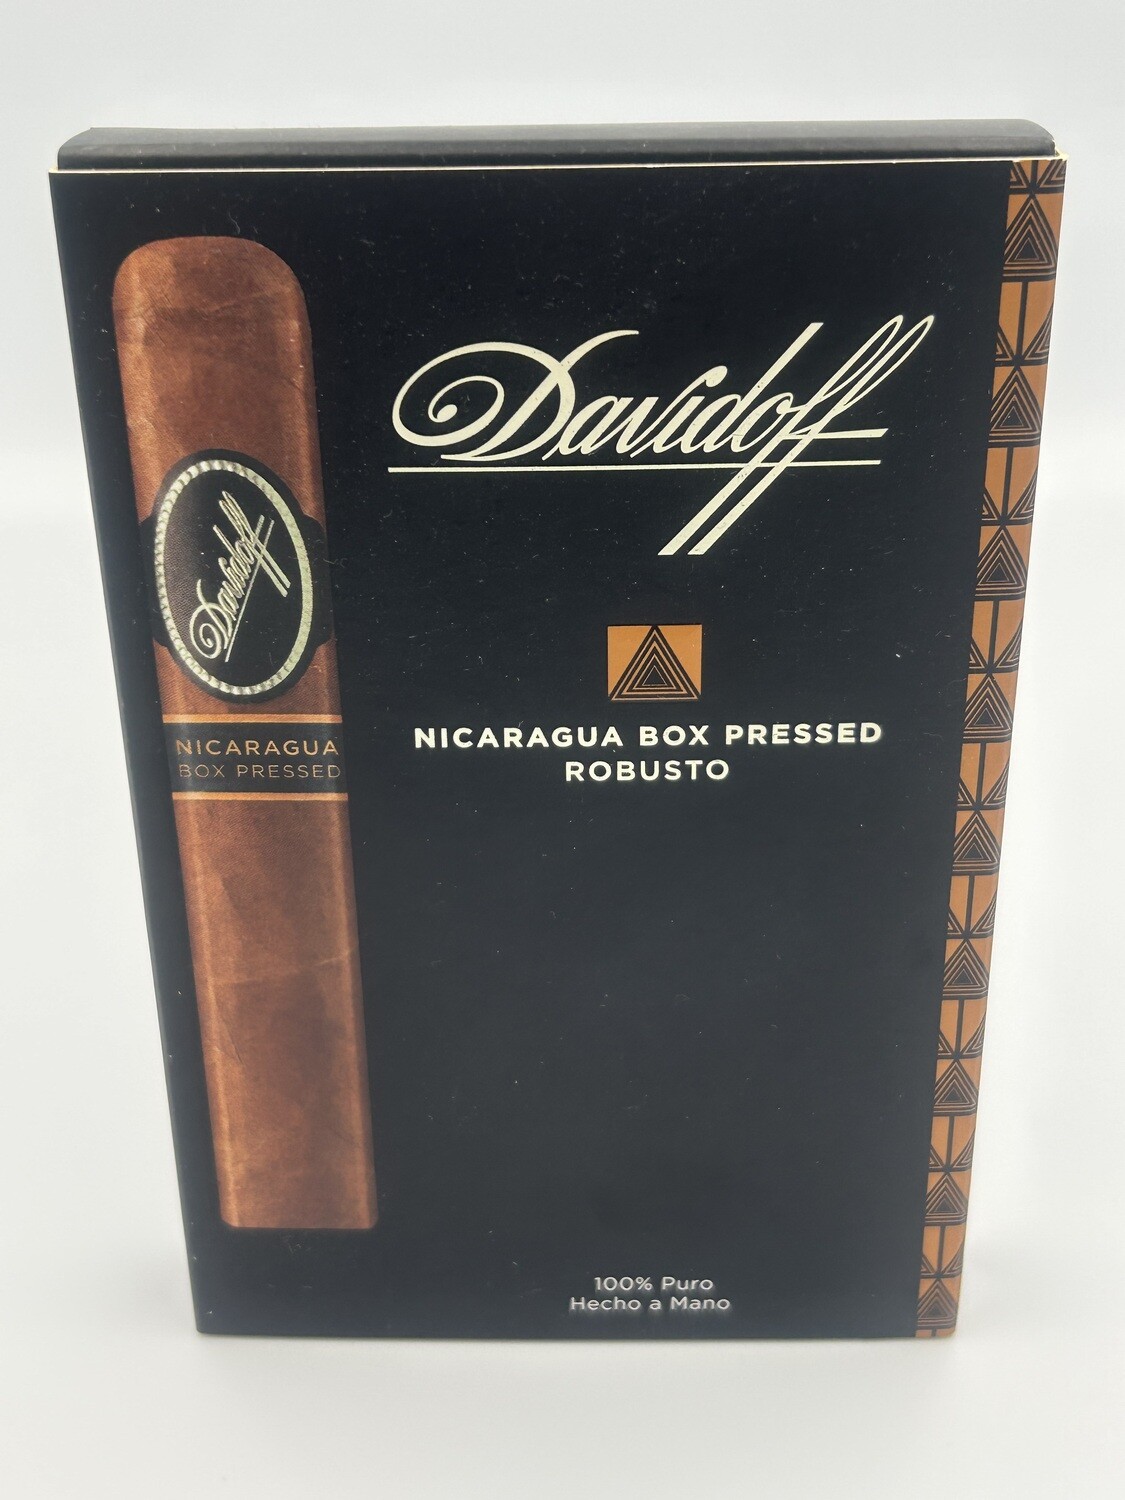 Davidoff
NICARAGUA BOX PRESSED
ROBUSTO
Davidoff
NICARAGUA
BOX PRESSED
100% Puro
Hecho a Mano